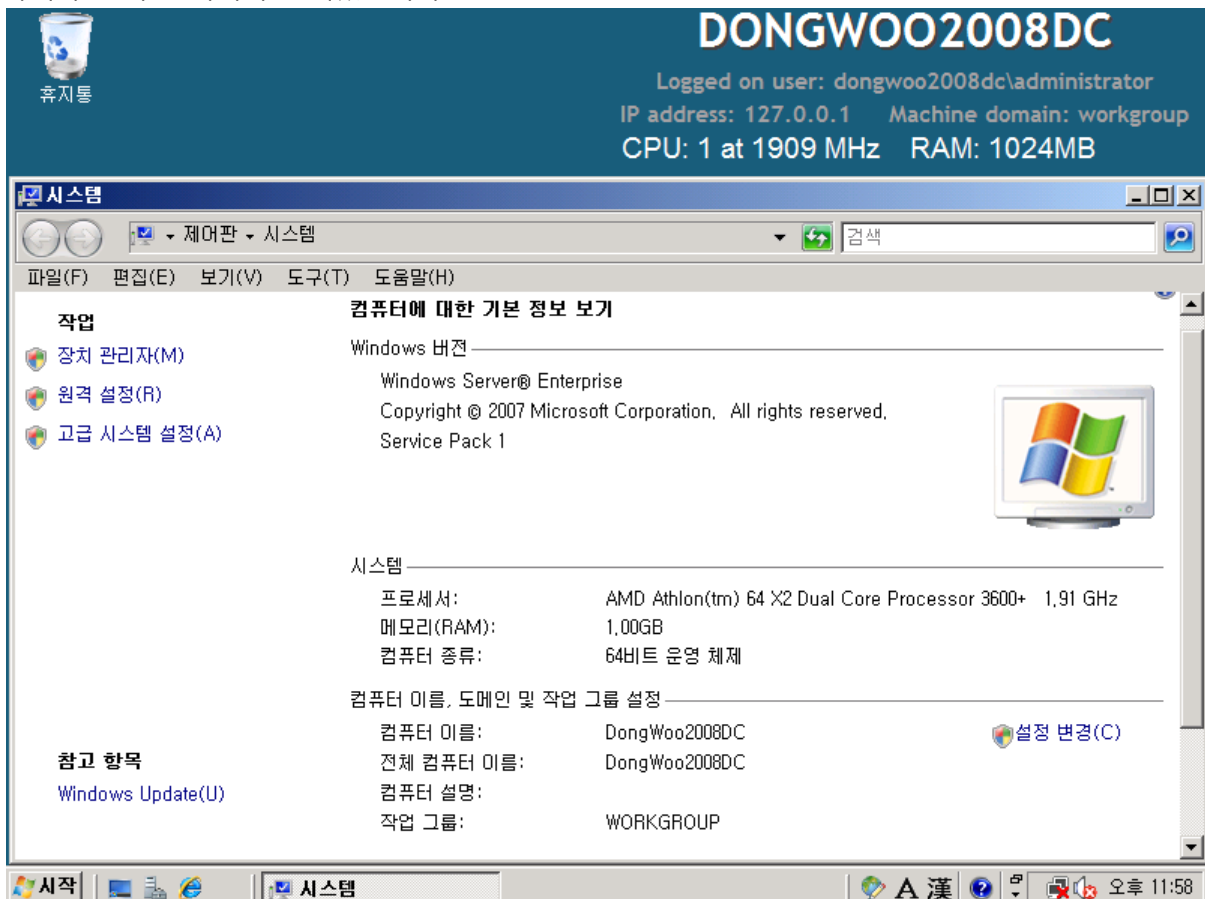 DONGWOO2008DC
Logged on user: dongwoo2008dc\administrator
IP address: 127.0.0.1 Machine domain: workgroup
CPU: 1 at 1909 MHz RAM: 1024MB
휴지통
시스템
제어판 시스템
검색
파일(F) 편집(E) 보기(V) 도구(T) 도움말(H)
작업
장치 관리자(M)
원격 설정(R)
고급 시스템 설정(A)
참고 항목
Windows Update(U)
컴퓨터에 대한 기본 정보 보기
Windows 버전
Windows Server® Enterprise
Copyright © 2007 Microsoft Corporation, All rights reserved,
Service Pack 1
시스템
프로세서: AMD Athlon(tm) 64 X2 Dual Core Processor 3600+ 1,91 GHz
메모리(RAM): 1,00GB
컴퓨터 종류: 64비트 운영 체제
컴퓨터 이름, 도메인 및 작업 그룹 설정
컴퓨터 이름: DongWoo2008DC 설정 변경(C)
전체 컴퓨터 이름: DongWoo2008DC
컴퓨터 설명:
작업 그룹: WORKGROUP
시작 시스템 A 漢 오후 11:58